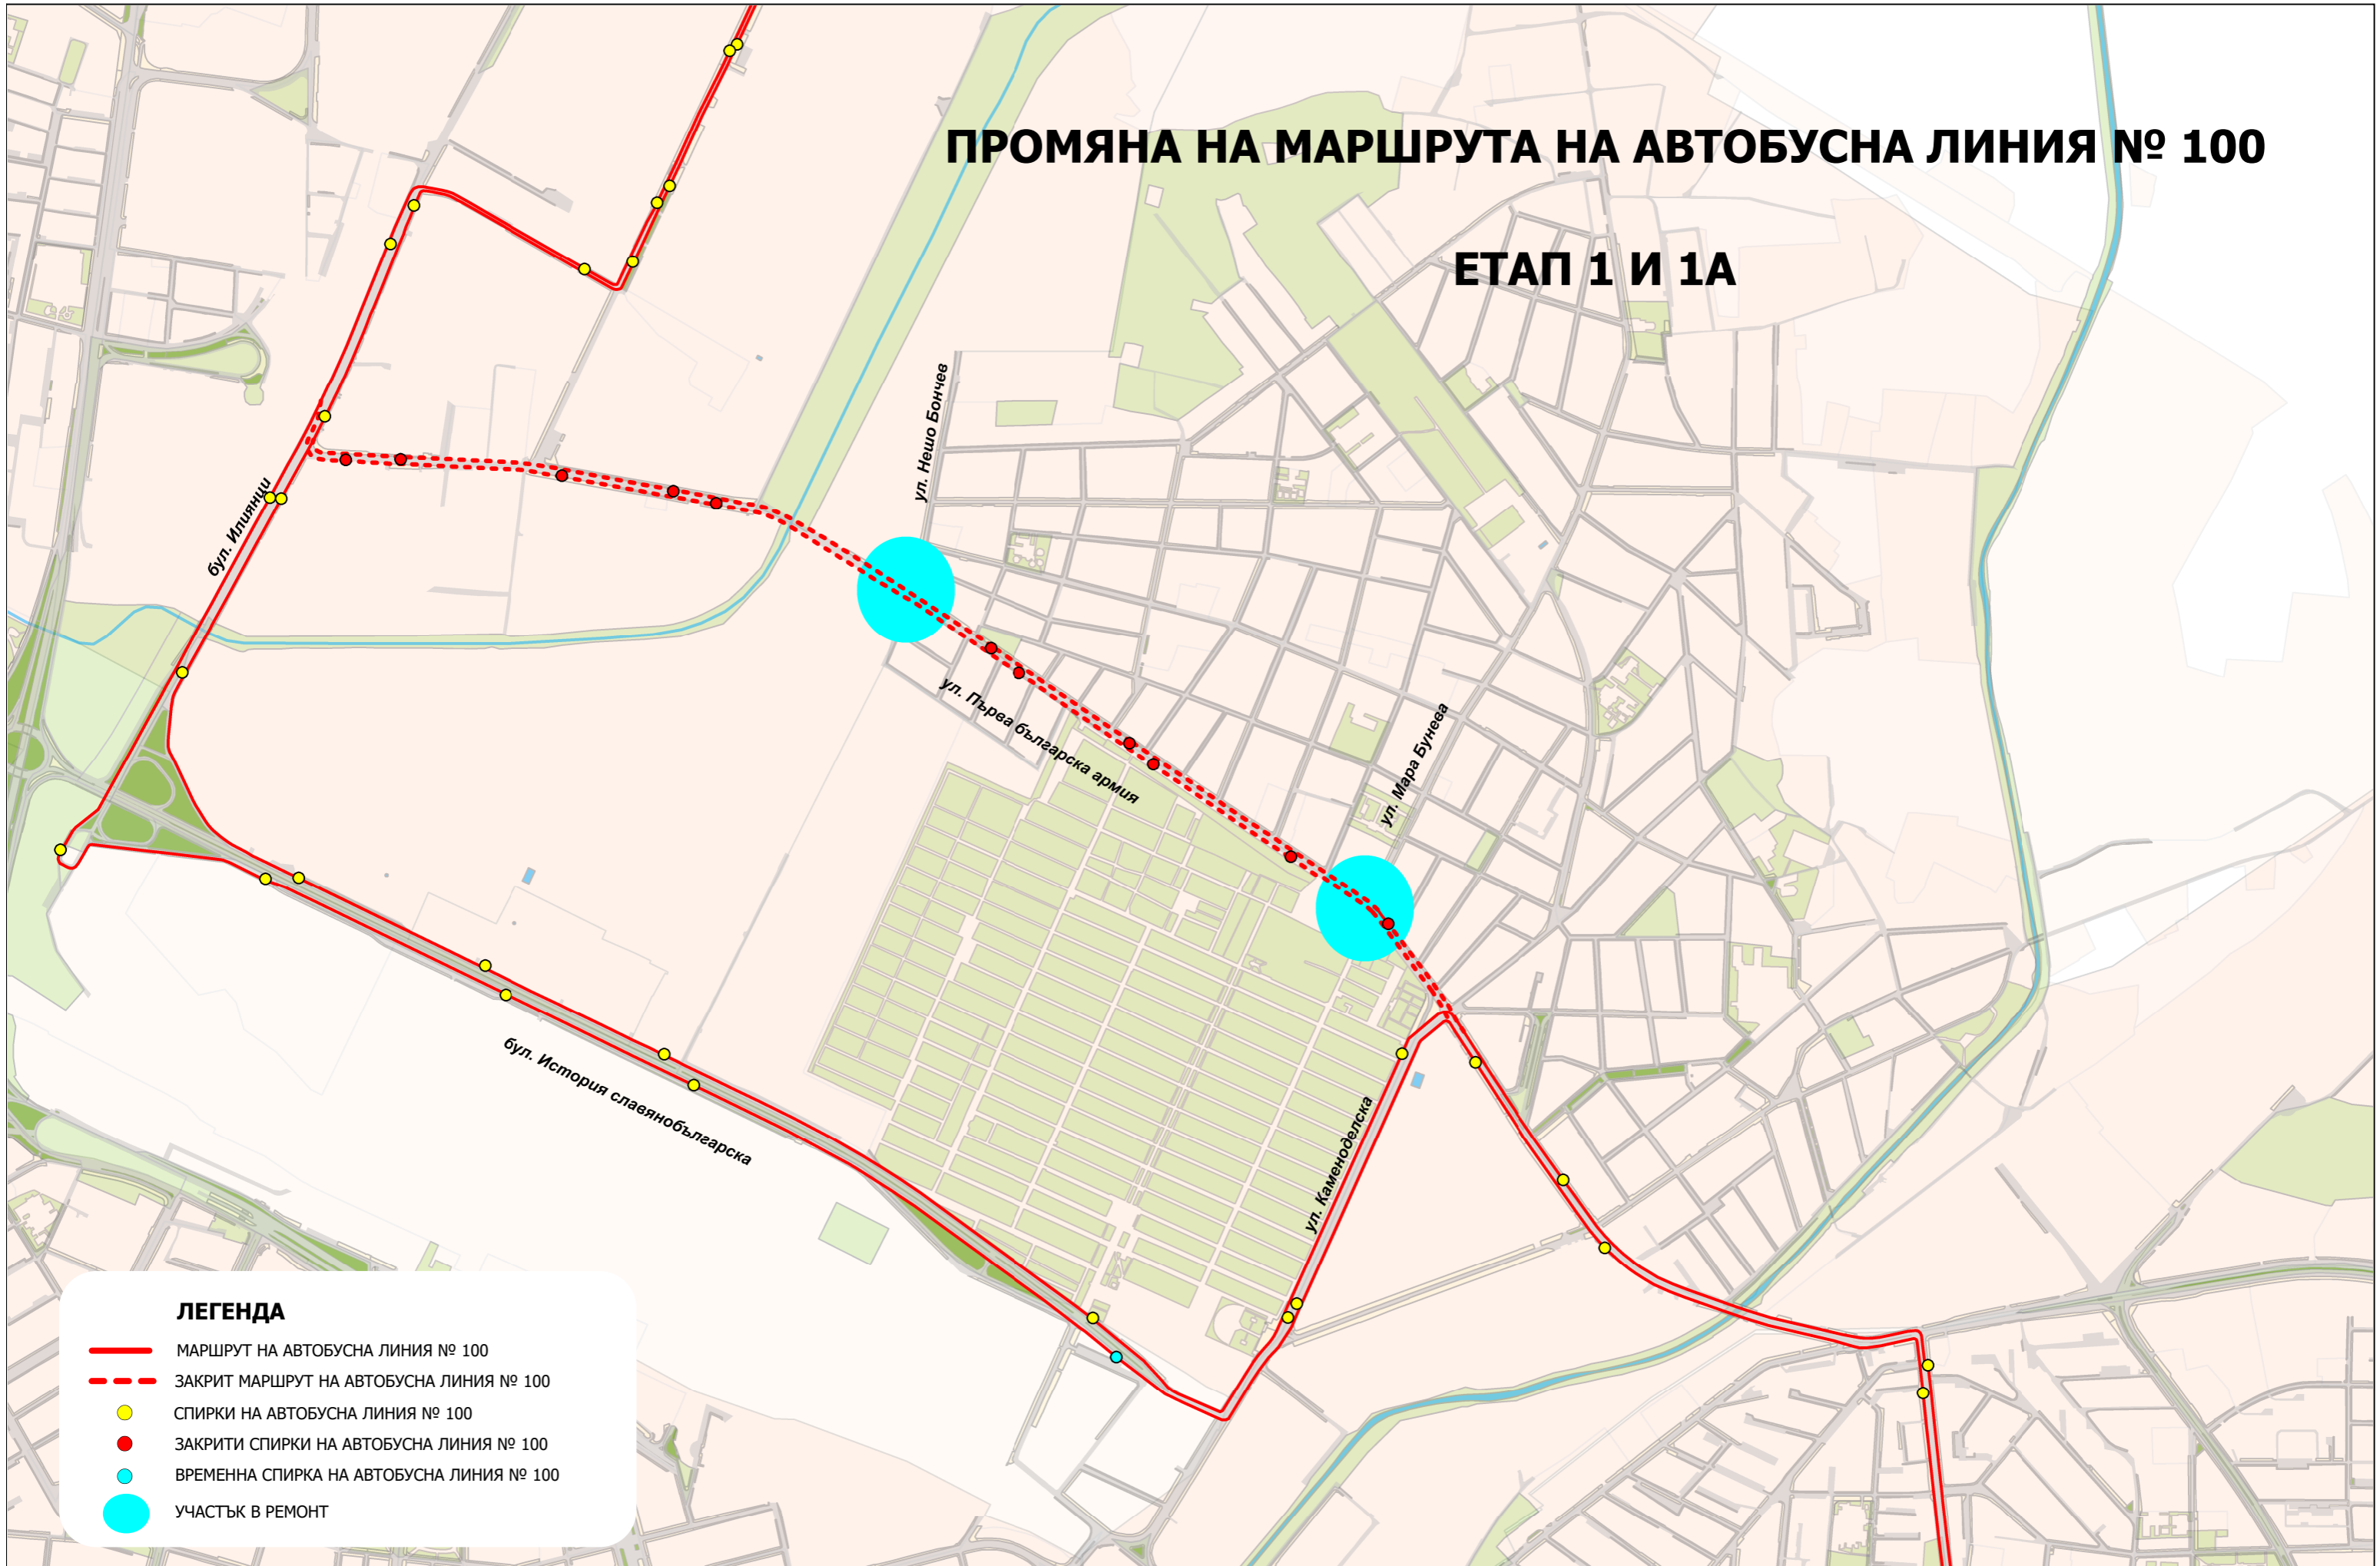 ПРОМЯНА НА МАРШРУТА НА АВТОБУСНА ЛИНИЯ № 100
ЕТАП 1 И 1А
ул. Нешо Бончев
бул. Илиянци
ул. Първа българска армия
ул. Мара Бунева
бул. История славянобългарска
ул. Каменоделска
ЛЕГЕНДА
МАРШРУТ НА АВТОБУСНА ЛИНИЯ № 100
ЗАКРИТ МАРШРУТ НА АВТОБУСНА ЛИНИЯ № 100
СПИРКИ НА АВТОБУСНА ЛИНИЯ № 100
ЗАКРИТИ СПИРКИ НА АВТОБУСНА ЛИНИЯ № 100
ВРЕМЕННА СПИРКА НА АВТОБУСНА ЛИНИЯ № 100
УЧАСТЪК В РЕМОНТ